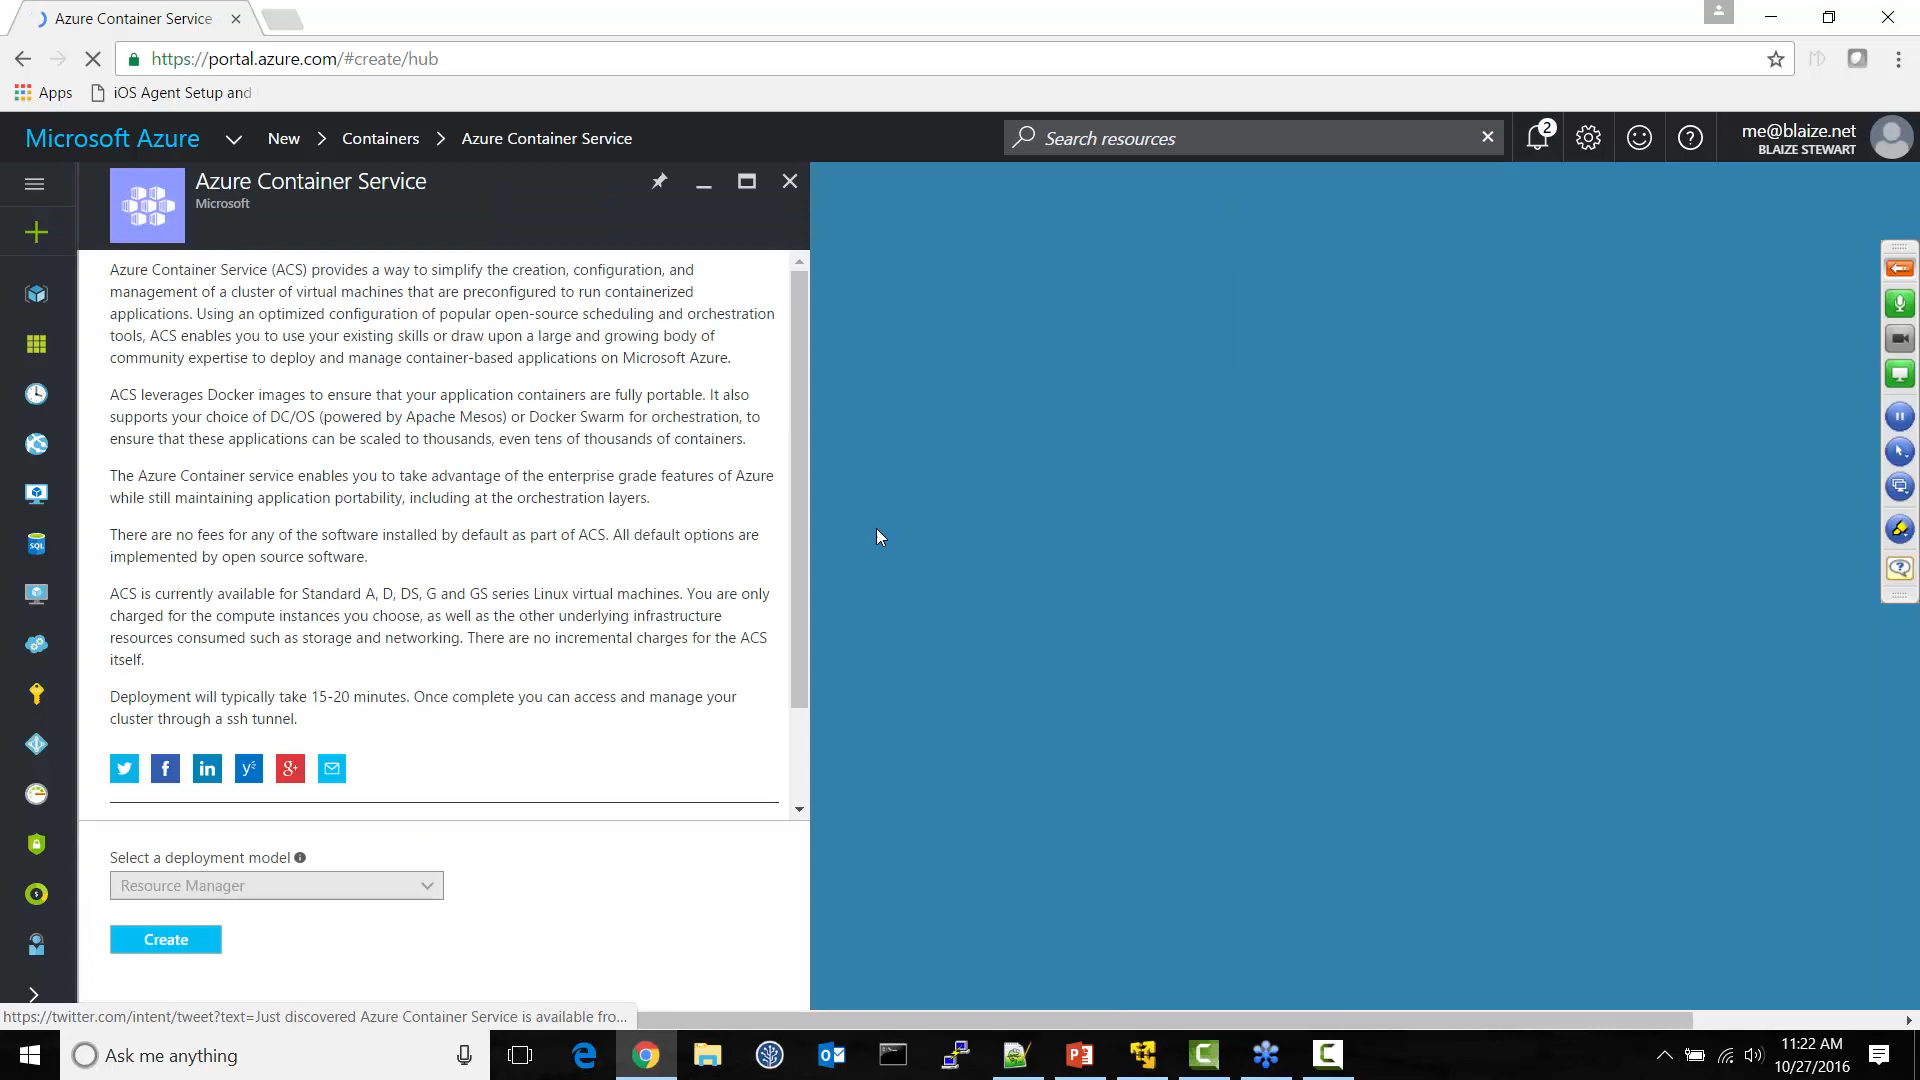 Azure Container Service
https://portal.azure.com/#create/hub
Apps
iOS Agent Setup and
Microsoft Azure
New
Containers
Azure Container Service
Search resources
2
me@blaize.net
BLAIZE STEWART
Azure Container Service
Microsoft
Azure Container Service (ACS) provides a way to simplify the creation, configuration, and
management of a cluster of virtual machines that are preconfigured to run containerized
applications. Using an optimized configuration of popular open-source scheduling and orchestration
tools, ACS enables you to use your existing skills or draw upon a large and growing body of
community expertise to deploy and manage container-based applications on Microsoft Azure.
ACS leverages Docker images to ensure that your application containers are fully portable. It also
supports your choice of DC/OS (powered by Apache Mesos) or Docker Swarm for orchestration, to
ensure that these applications can be scaled to thousands, even tens of thousands of containers.
The Azure Container service enables you to take advantage of the enterprise grade features of Azure
while still maintaining application portability, including at the orchestration layers.
There are no fees for any of the software installed by default as part of ACS. All default options are
implemented by open source software.
ACS is currently available for Standard A, D, DS, G and GS series Linux virtual machines. You are only
charged for the compute instances you choose, as well as the other underlying infrastructure
resources consumed such as storage and networking. There are no incremental charges for the ACS
itself.
Deployment will typically take 15-20 minutes. Once complete you can access and manage your
cluster through a ssh tunnel.
Select a deployment model
Resource Manager
Create
https://twitter.com/intent/tweet?text=Just discovered Azure Container Service is available fro...
Ask me anything
11:22 AM
10/27/2016